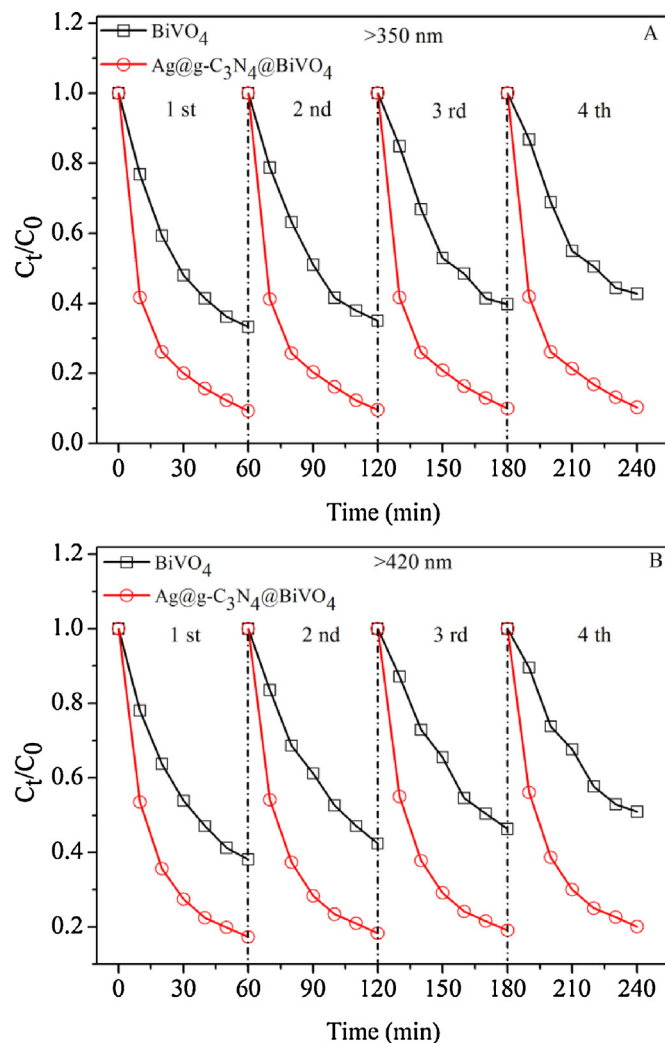 1.2
BiVO4
>350 nm
A
Ag@g-C3N4@BiVO4
1.0
1 st
2 nd
3 rd
4 th
0.8
0.6
Ct/C0
0.4
0.2
0.0
0 30 60 90 120 150 180 210 240
Time (min)
1.2
BiVO4
>420 nm
B
Ag@g-C3N4@BiVO4
1.0
1 st
2 nd
3 rd
4 th
0.8
Ct/C0
0.6
0.4
0.2
0 30 60 90 120 150 180 210 240
Time (min)